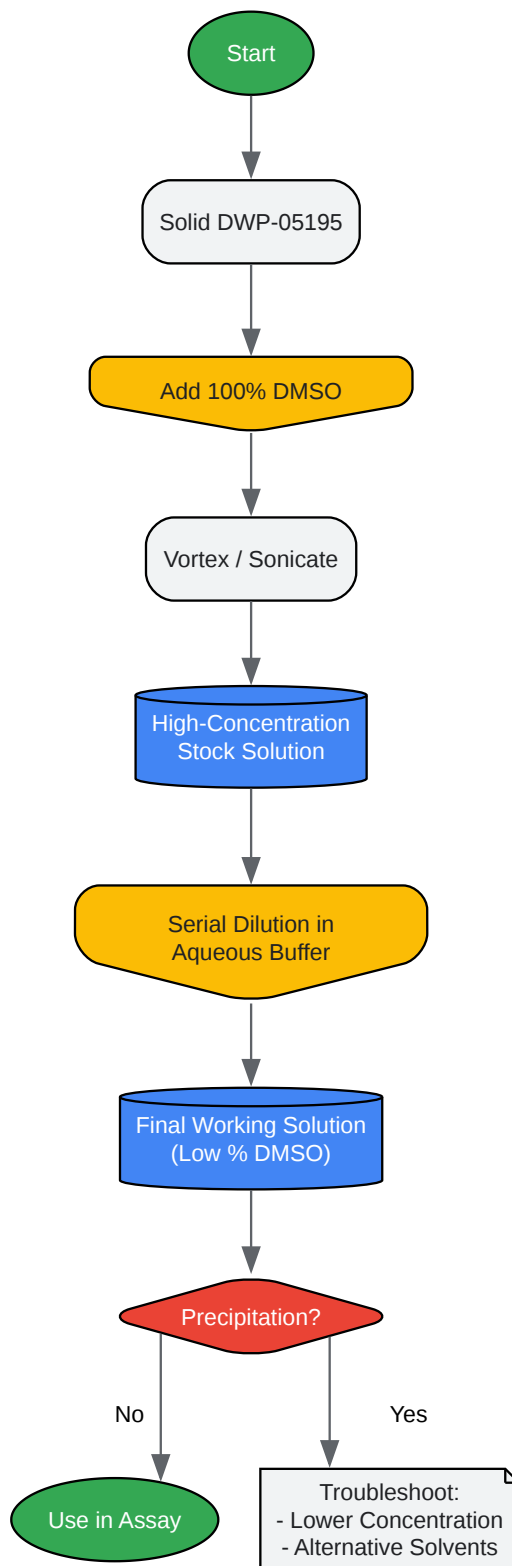 Start
Solid DWP-05195
Add 100% DMSO
Vortex / Sonicate
High-Concentration
Stock Solution
Serial Dilution in
Aqueous Buffer
Final Working Solution
(Low % DMSO)
Precipitation?
No
Yes
Use in Assay
Troubleshoot:
- Lower Concentration
- Alternative Solvents